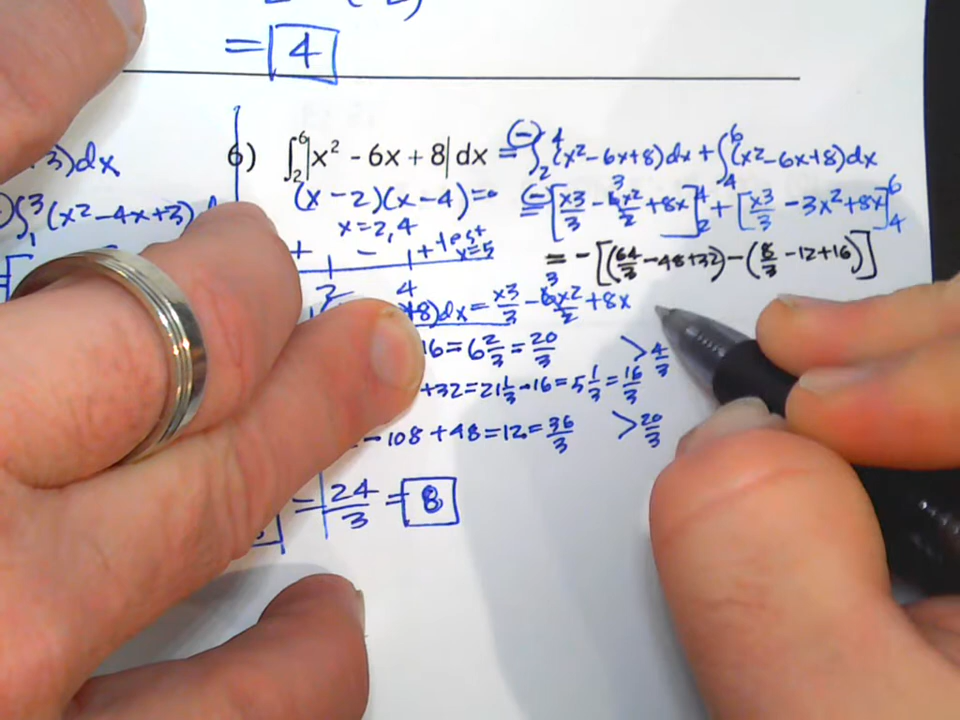 = 4
3)dx
6) ∫₂⁶ |x² - 6x + 8| dx = (-)∫₂⁴ (x²-6x+8)dx + ∫₄⁶ (x²-6x+8)dx
∫₁³ (x²-4x+3)
(x-2)(x-4)=0
= (-)[x³/3 - 6x²/2 + 8x]₂⁴ + [x³/3 - 3x² + 8x]₄⁶
x=2,4
+ - + test x=5
2 4
= -[(64/3 -48+32) - (8/3 -12+16)]
+8)dx = x³/3 - 6x²/2 + 8x
3
16 = 6 2/3 = 20/3
> 4/3
+32 = 21 1/3 - 16 = 5 1/3 = 16/3
- 108 + 48 = 12 = 36/3
> 20/3
= 24/3 = 8